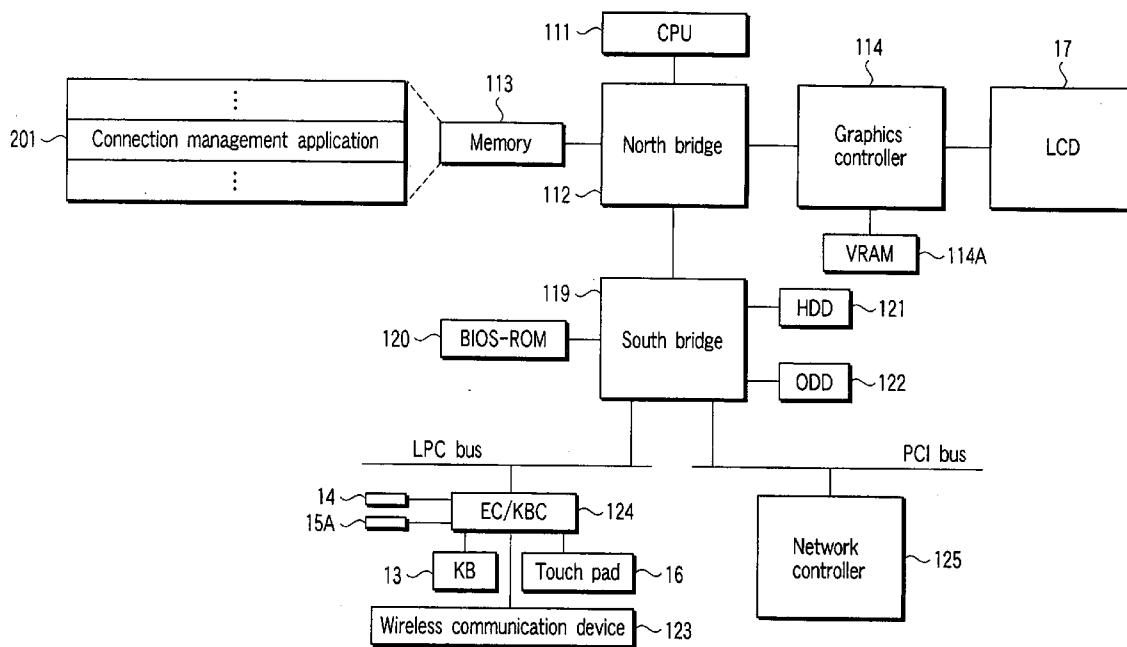 111
CPU
114
17
113
201
⋮
Connection management application
⋮
Memory
North bridge
Graphics controller
LCD
112
VRAM
114A
119
HDD
121
120
BIOS-ROM
South bridge
ODD
122
LPC bus
PCI bus
14
15A
EC/KBC
124
13
KB
Touch pad
16
Network controller
125
Wireless communication device
123